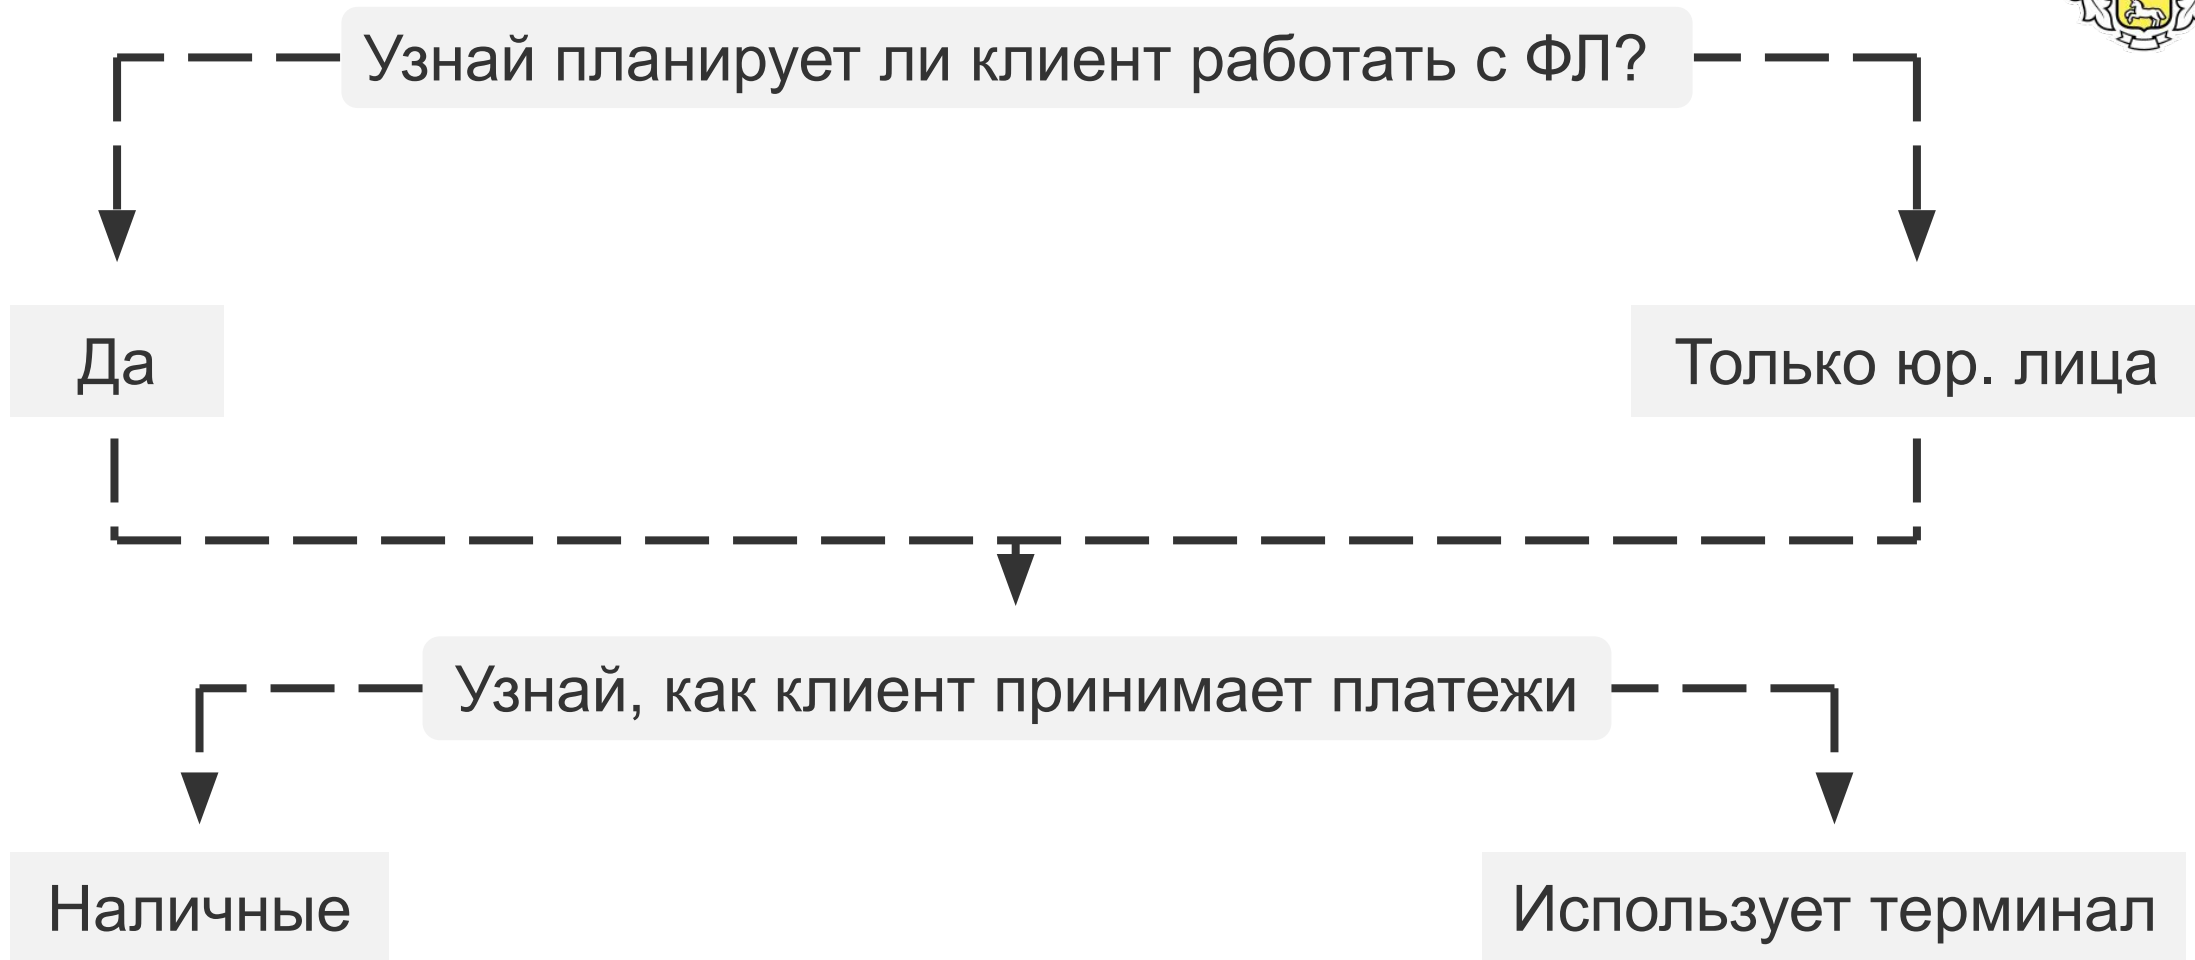 Узнай планирует ли клиент работать с ФЛ?
Да
Только юр. лица
Узнай, как клиент принимает платежи
Наличные
Использует терминал